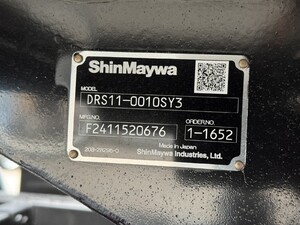 ShinMaywa
MODEL
DRS11-0010SY3
MFG.NO.
ORDER.NO.
F2411520676
1-1652
Made in Japan
ShinMaywa Industries, Ltd.